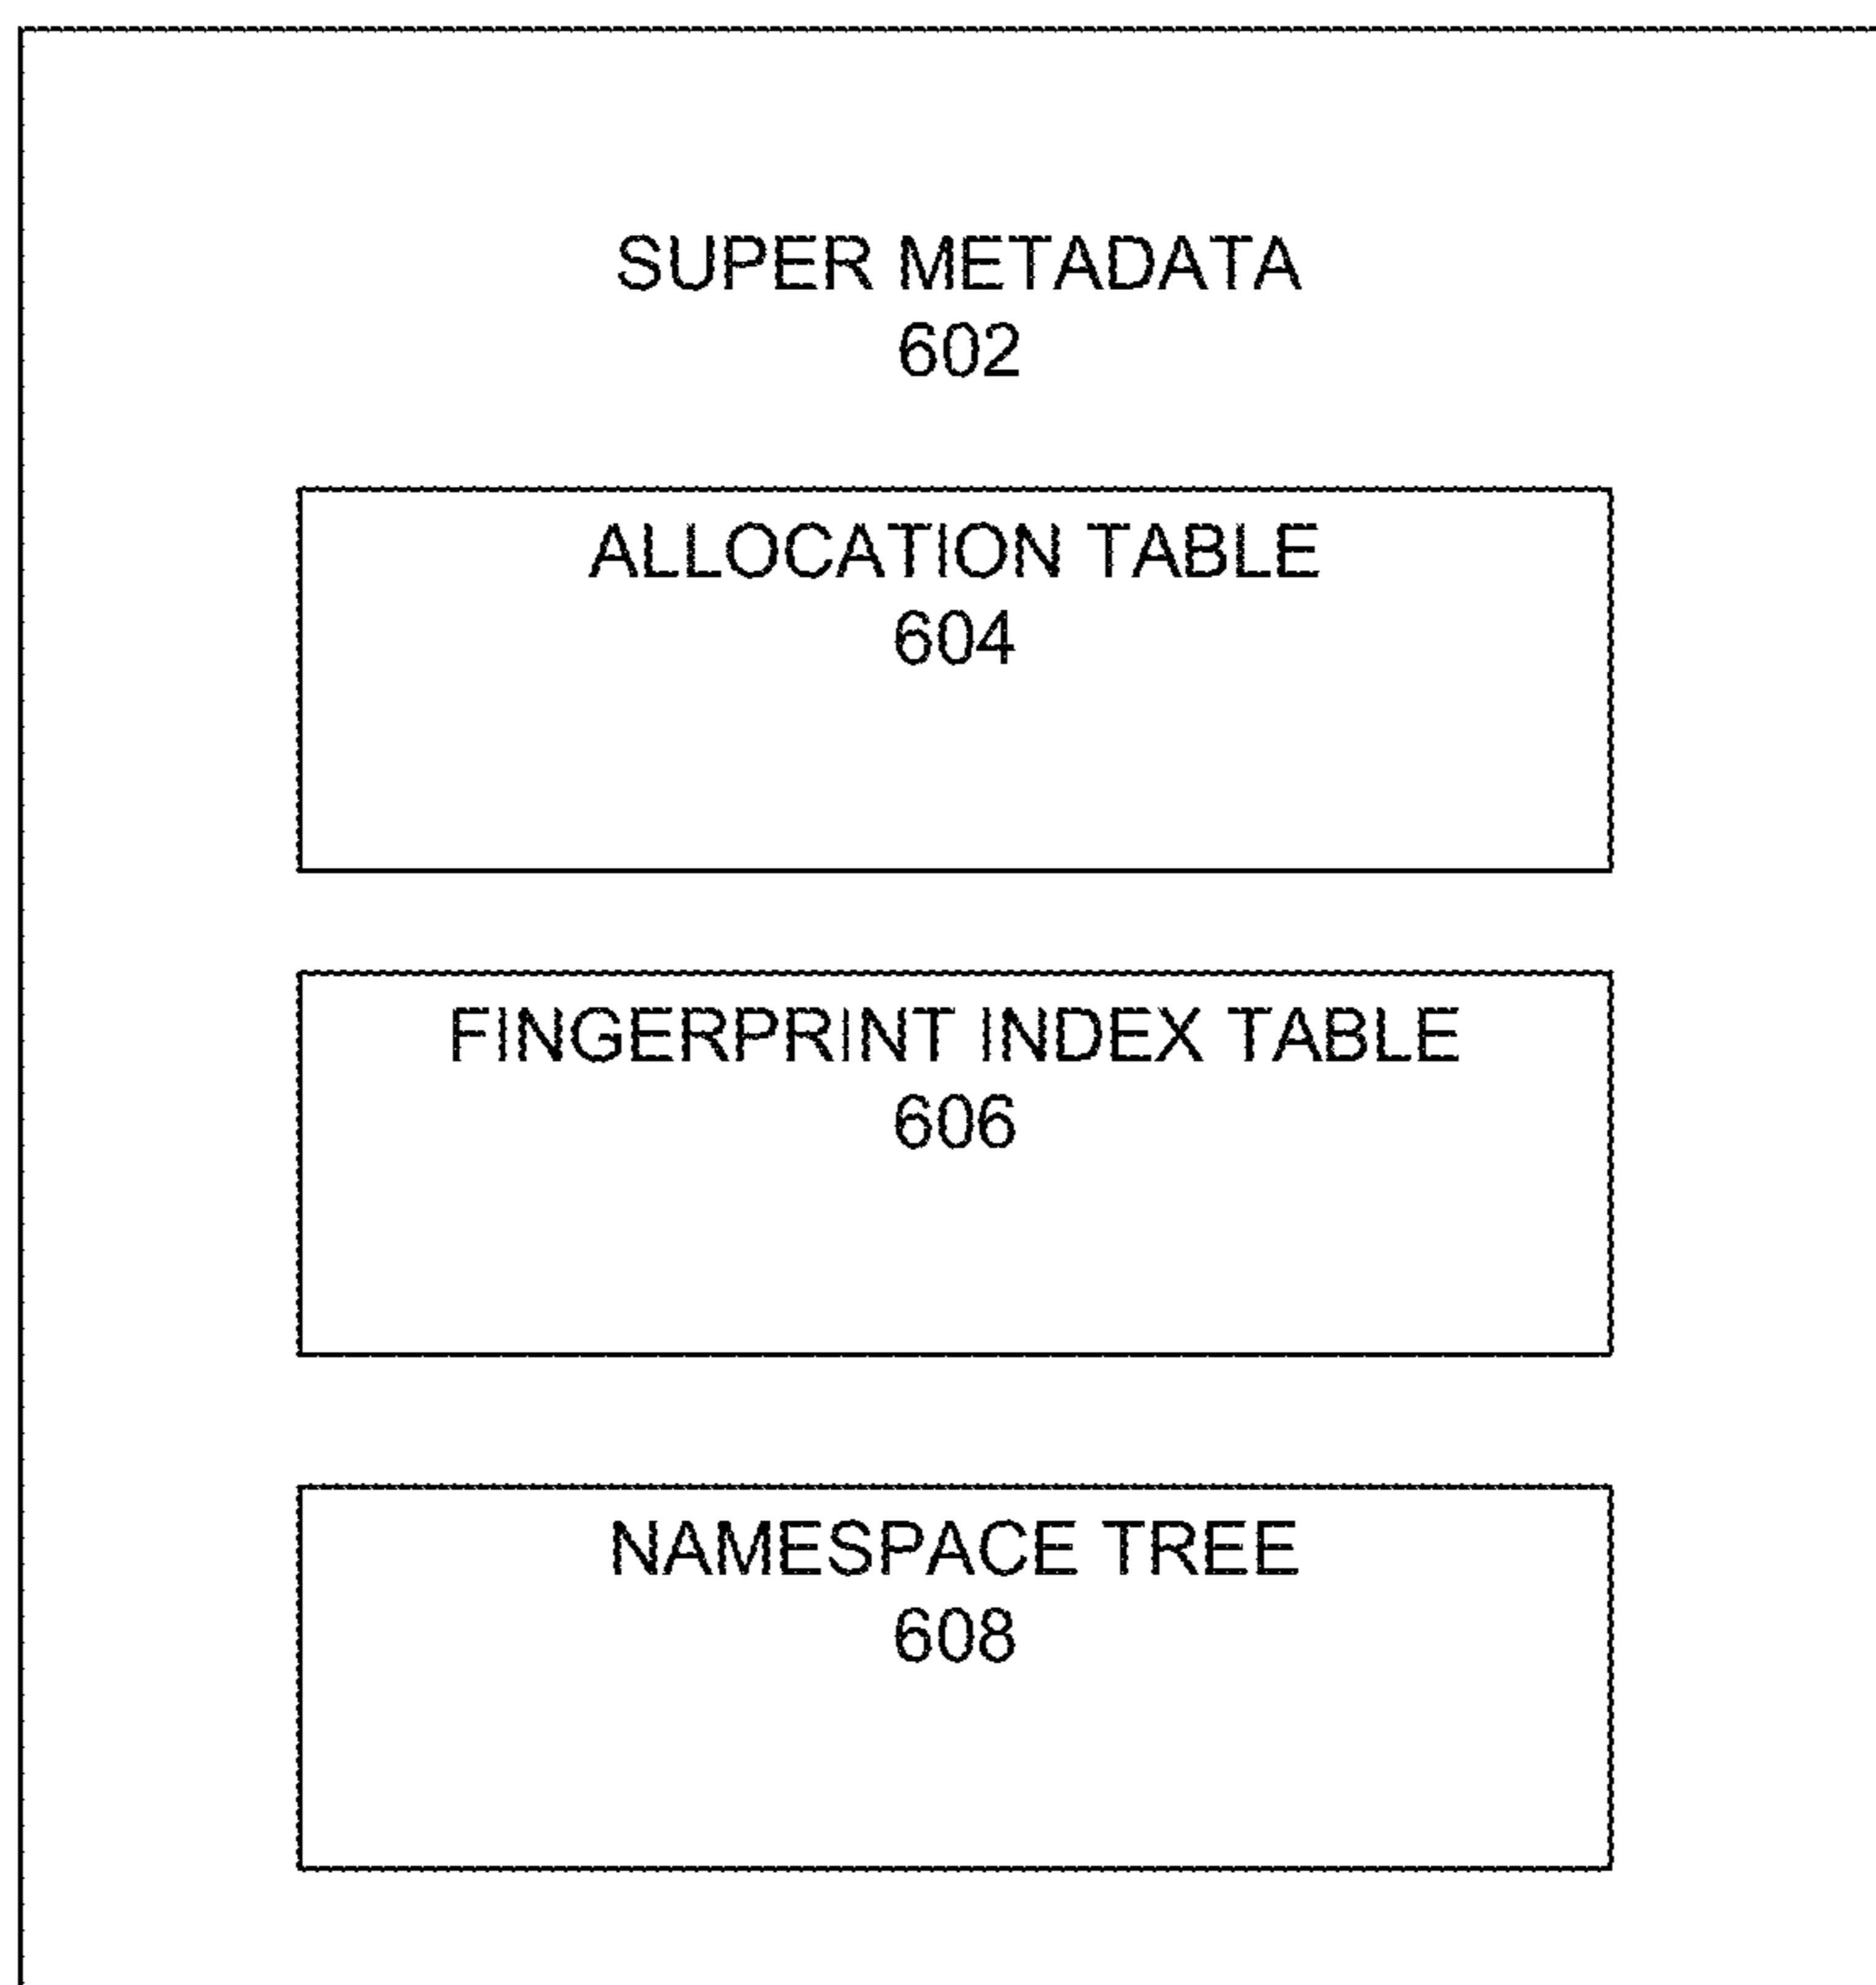 SUPER METADATA
602
ALLOCATION TABLE
604
FINGERPRINT INDEX TABLE
606
NAMESPACE TREE
608